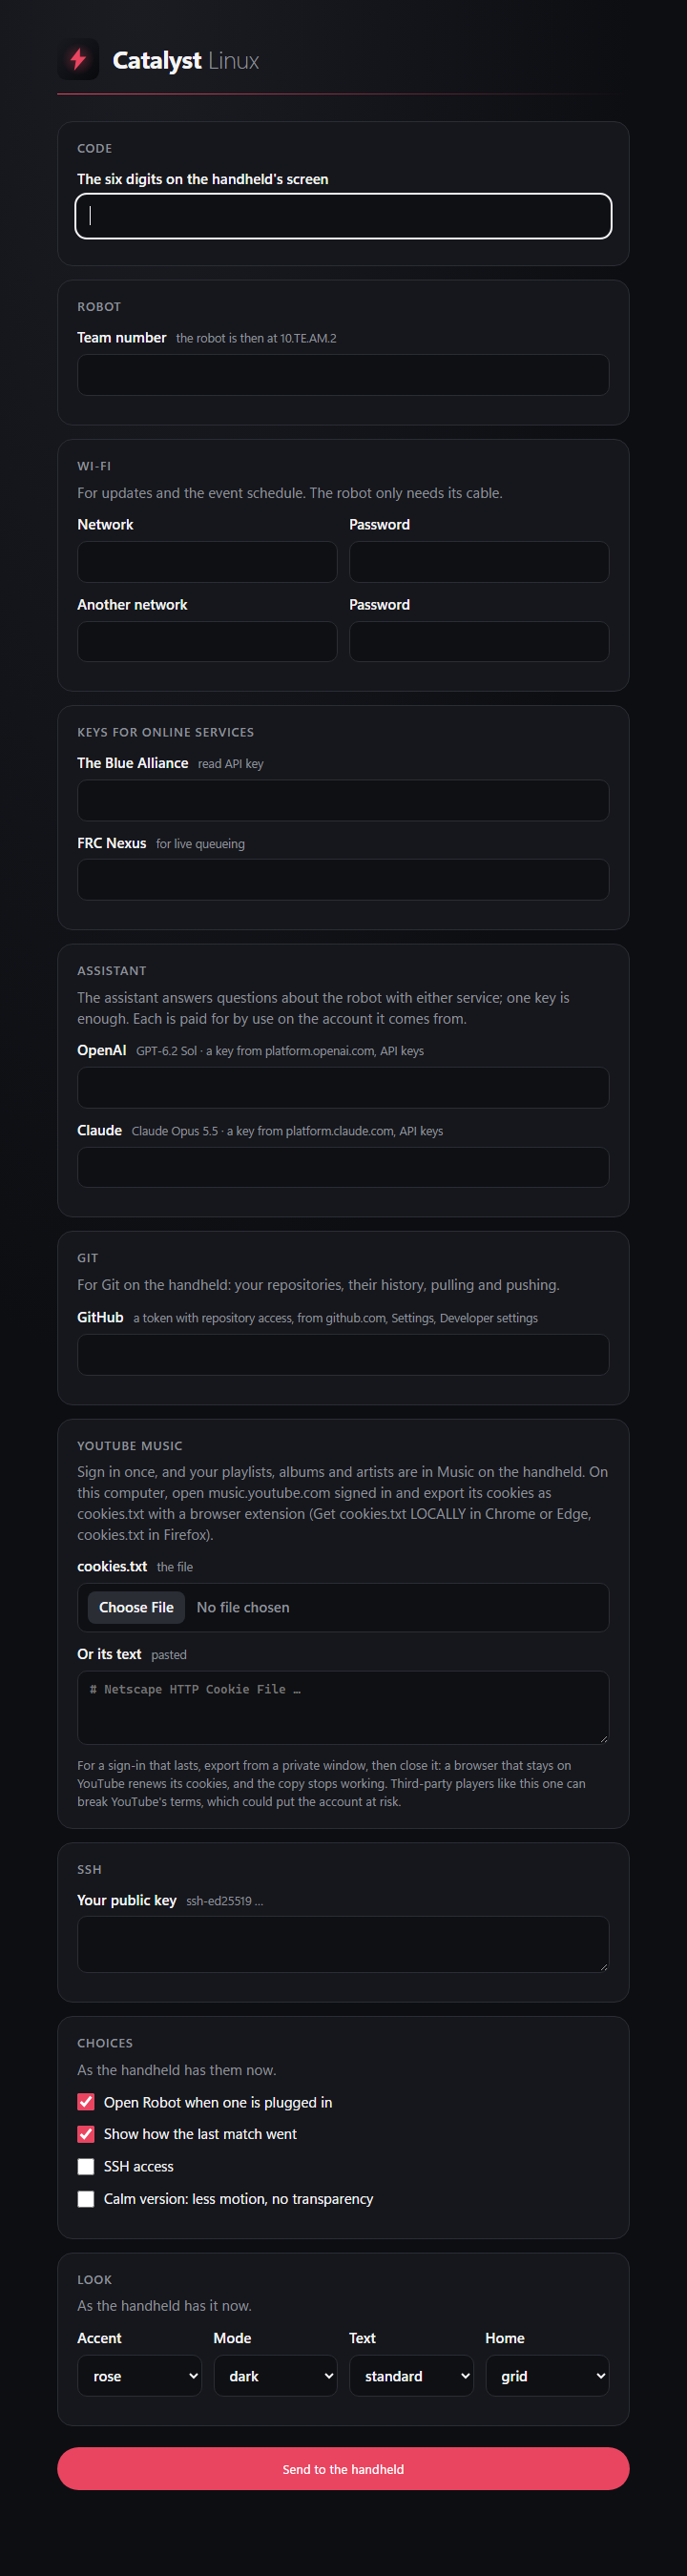 Catalyst Linux
CODE
The six digits on the handheld's screen
ROBOT
Team number the robot is then at 10.TE.AM.2
WI-FI
For updates and the event schedule. The robot only needs its cable.
Network Password
Another network Password
KEYS FOR ONLINE SERVICES
The Blue Alliance read API key
FRC Nexus for live queueing
ASSISTANT
The assistant answers questions about the robot with either service; one key is
enough. Each is paid for by use on the account it comes from.
OpenAI GPT-6.2 Sol · a key from platform.openai.com, API keys
Claude Claude Opus 5.5 · a key from platform.claude.com, API keys
GIT
For Git on the handheld: your repositories, their history, pulling and pushing.
GitHub a token with repository access, from github.com, Settings, Developer settings
YOUTUBE MUSIC
Sign in once, and your playlists, albums and artists are in Music on the handheld. On
this computer, open music.youtube.com signed in and export its cookies as
cookies.txt with a browser extension (Get cookies.txt LOCALLY in Chrome or Edge,
cookies.txt in Firefox).
cookies.txt the file
Choose File No file chosen
Or its text pasted
# Netscape HTTP Cookie File …
For a sign-in that lasts, export from a private window, then close it: a browser that stays on
YouTube renews its cookies, and the copy stops working. Third-party players like this one can
break YouTube's terms, which could put the account at risk.
SSH
Your public key ssh-ed25519 …
CHOICES
As the handheld has them now.
Open Robot when one is plugged in
Show how the last match went
SSH access
Calm version: less motion, no transparency
LOOK
As the handheld has it now.
Accent Mode Text Home
rose dark standard grid
Send to the handheld